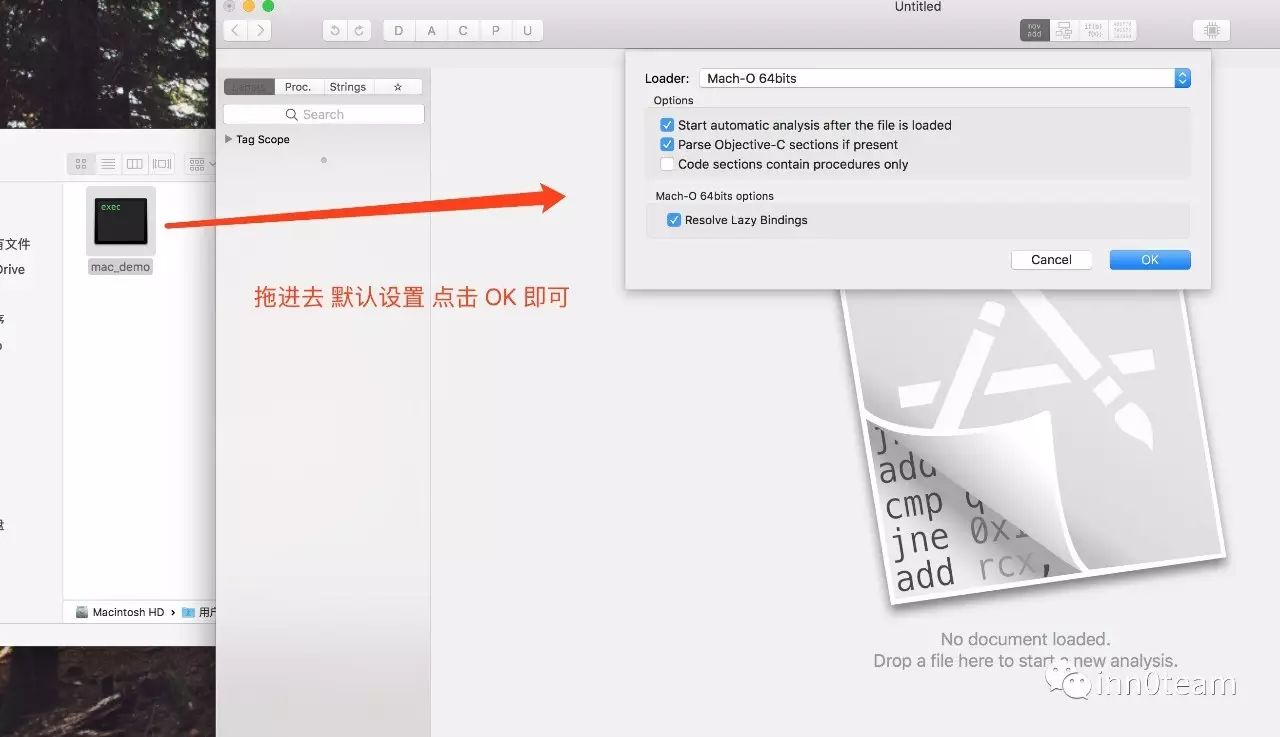 Untitled
D A C P U
Labels Proc. Strings ☆
Search
Tag Scope
Loader: Mach-O 64bits
Options
Start automatic analysis after the file is loaded
Parse Objective-C sections if present
Code sections contain procedures only
Mach-O 64bits options
Resolve Lazy Bindings
Cancel OK
exec
mac_demo
有文件
Drive
序
盘
拖进去 默认设置 点击 OK 即可
add
cmp
jne
add rcx,
No document loaded.
Drop a file here to start a new analysis.
Macintosh HD › 用户
inn0team